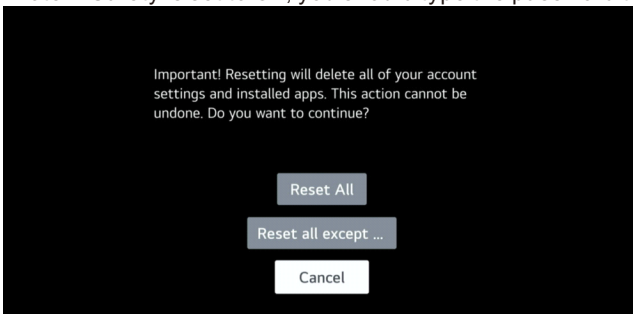 Important! Resetting will delete all of your account
settings and installed apps. This action cannot be
undone. Do you want to continue?
Reset All
Reset all except ...
Cancel